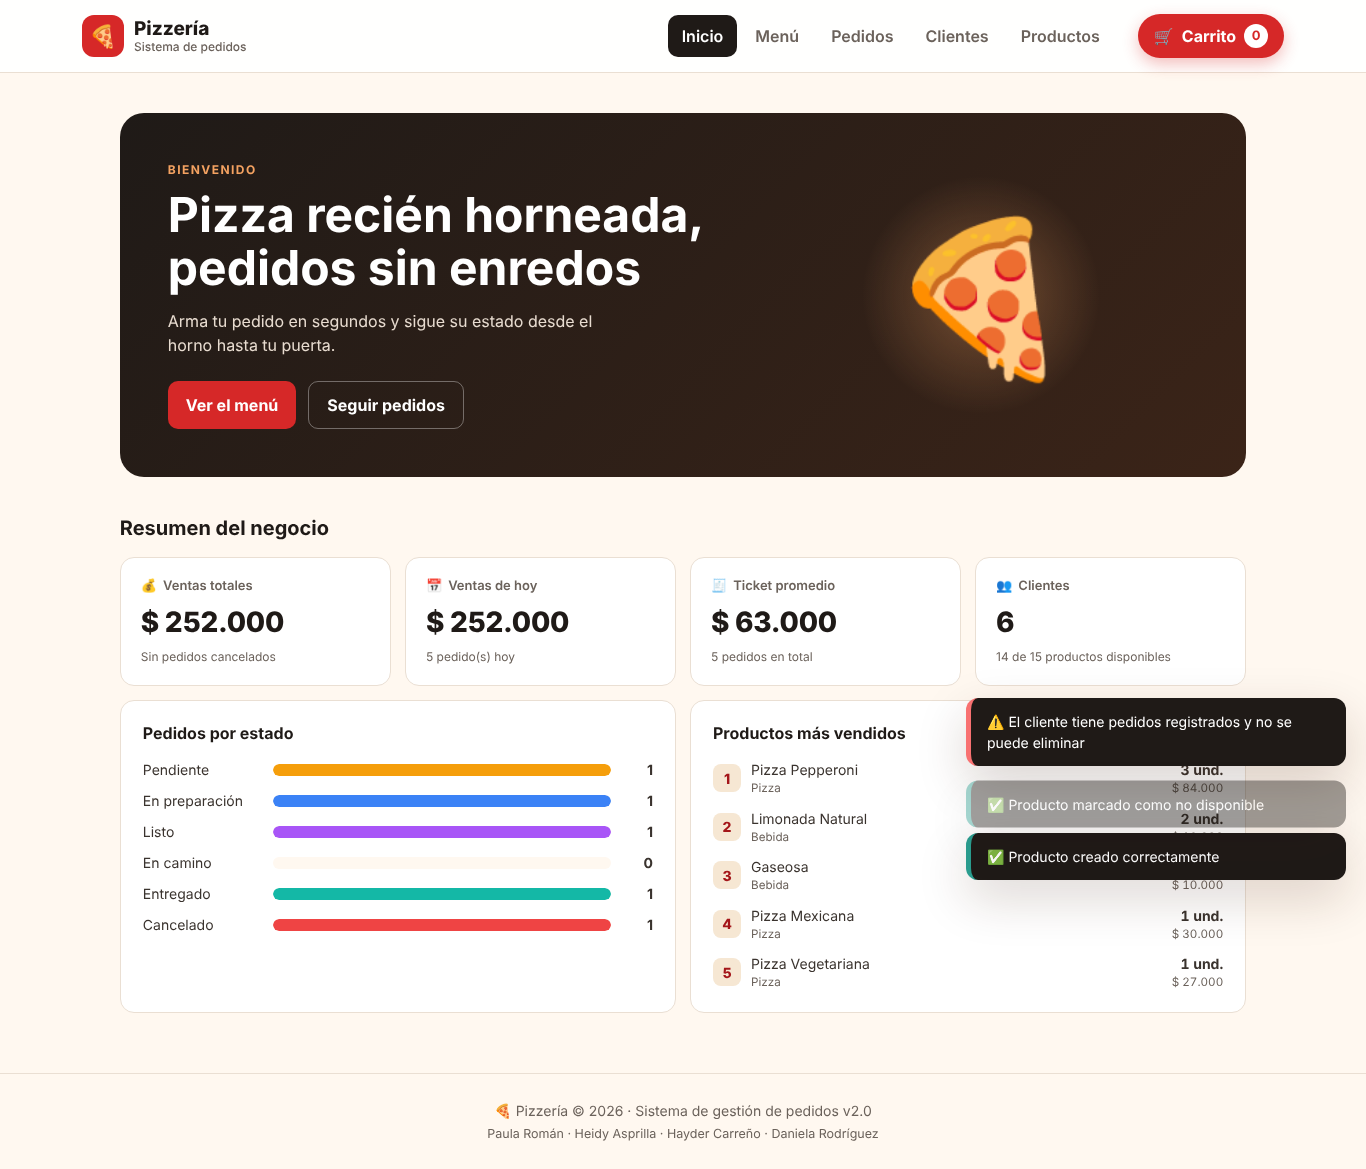 Pizzería
Sistema de pedidos
Inicio
Menú
Pedidos
Clientes
Productos
Carrito
0
BIENVENIDO
Pizza recién horneada,
pedidos sin enredos
Arma tu pedido en segundos y sigue su estado desde el
horno hasta tu puerta.
Ver el menú
Seguir pedidos
Resumen del negocio
Ventas totales
$ 252.000
Sin pedidos cancelados
Ventas de hoy
$ 252.000
5 pedido(s) hoy
Ticket promedio
$ 63.000
5 pedidos en total
Clientes
6
14 de 15 productos disponibles
Pedidos por estado
Pendiente 1
En preparación 1
Listo 1
En camino 0
Entregado 1
Cancelado 1
Productos más vendidos
1 Pizza Pepperoni 3 und.
Pizza $ 84.000
2 Limonada Natural 2 und.
Bebida
3 Gaseosa
Bebida $ 10.000
4 Pizza Mexicana 1 und.
Pizza $ 30.000
5 Pizza Vegetariana 1 und.
Pizza $ 27.000
⚠️ El cliente tiene pedidos registrados y no se
puede eliminar
✅ Producto marcado como no disponible
✅ Producto creado correctamente
Pizzería © 2026 · Sistema de gestión de pedidos v2.0
Paula Román · Heidy Asprilla · Hayder Carreño · Daniela Rodríguez